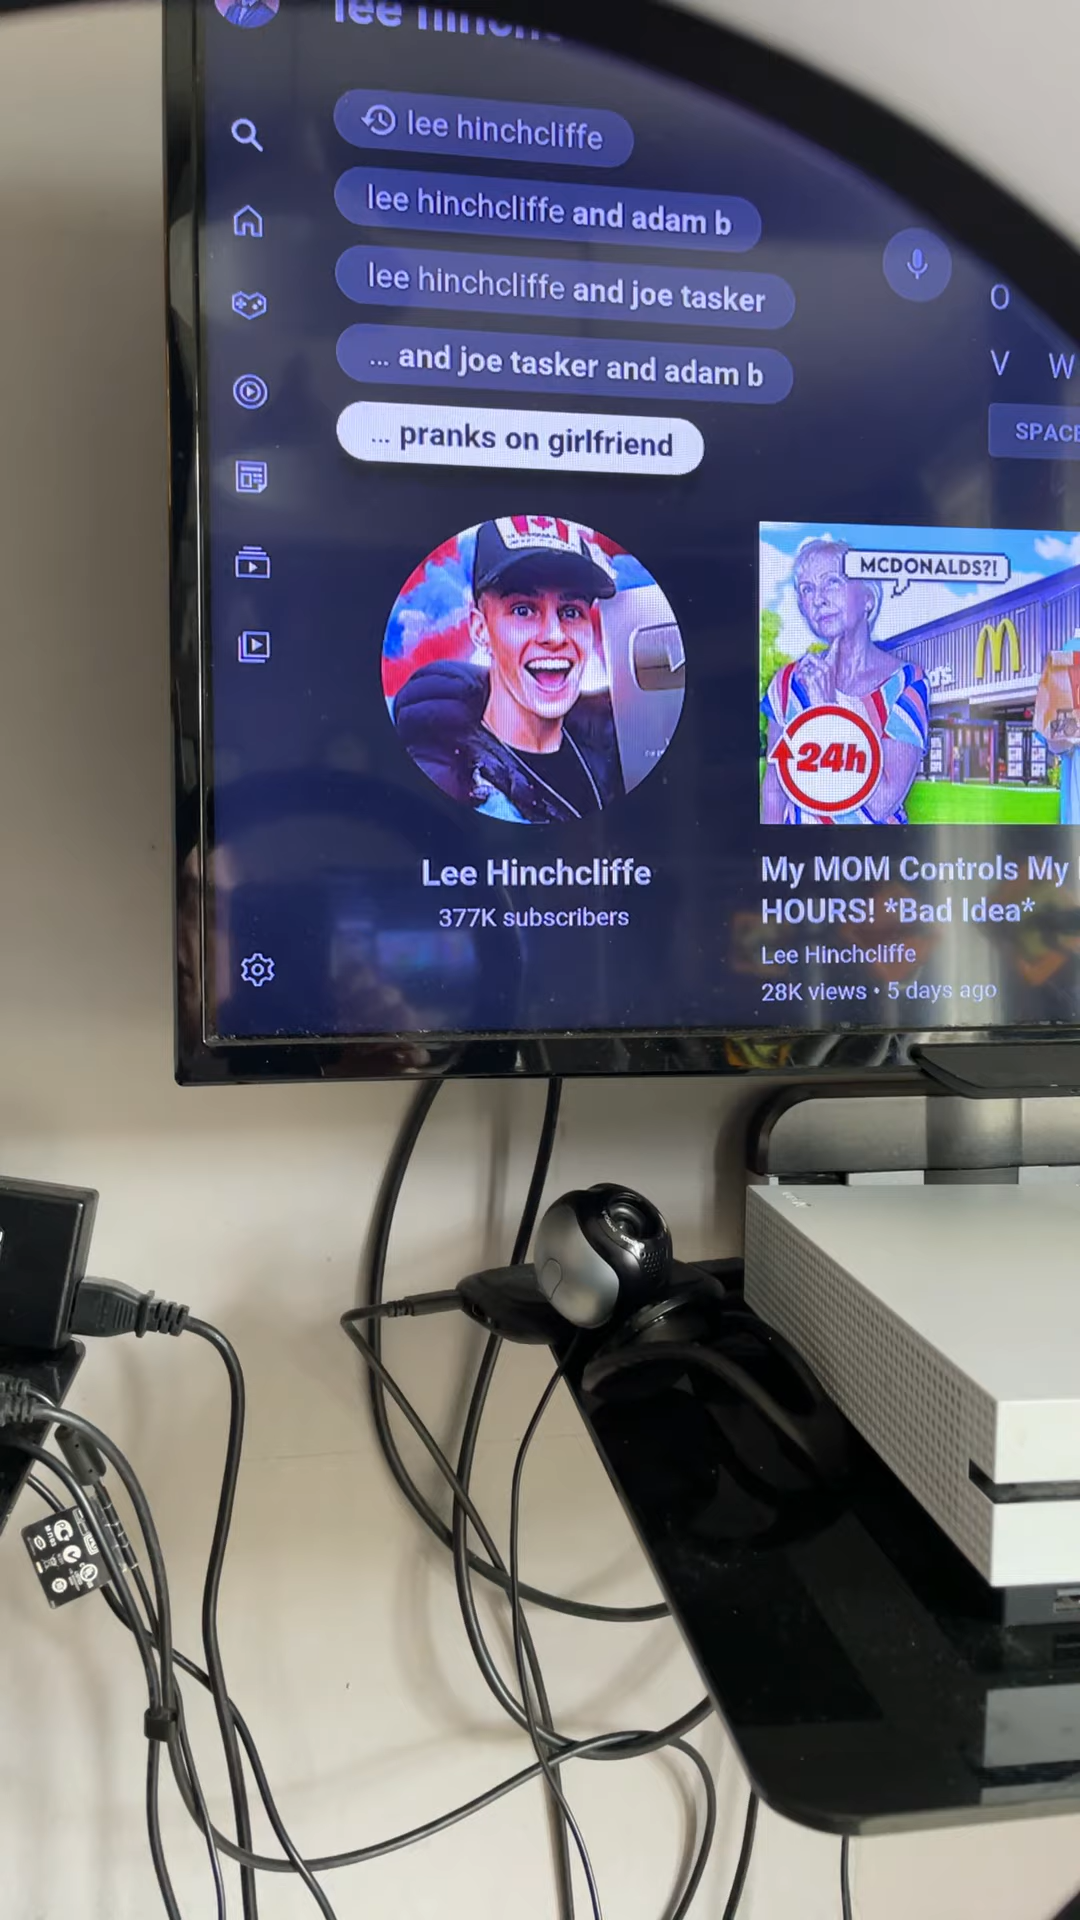 lee hinch
lee hinchcliffe
lee hinchcliffe and adam b
lee hinchcliffe and joe tasker
... and joe tasker and adam b
... pranks on girlfriend
O
V W
SPACE
MCDONALDS?!
d's
24h
Lee Hinchcliffe
377K subscribers
My MOM Controls My
HOURS! *Bad Idea*
Lee Hinchcliffe
28K views • 5 days ago